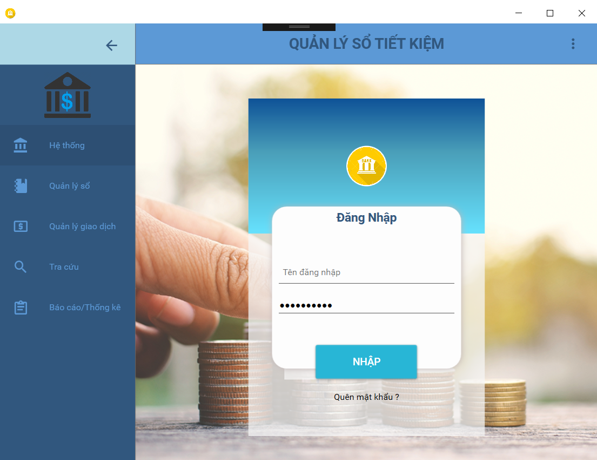 QUẢN LÝ SỔ TIẾT KIỆM
Hệ thống
Quản lý sổ
Quản lý giao dịch
Tra cứu
Báo cáo/Thống kê
Đăng Nhập
Tên đăng nhập
••••••••••
NHẬP
Quên mật khẩu ?